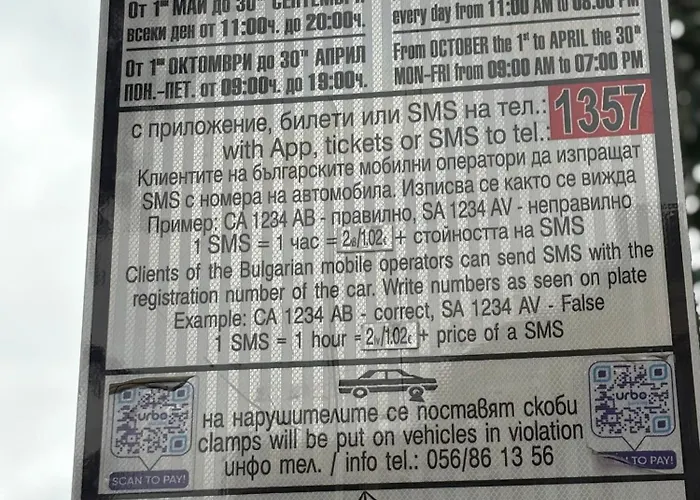 От 1ви МАЙ до 30ти СЕПТЕМВРИ
всеки ден от 11:00ч. до 20:00ч.
every day from 11:00 AM to 08:00 PM
От 1ви ОКТОМВРИ до 30ти АПРИЛ
ПОН.-ПЕТ. от 09:00ч. до 19:00ч.
From OCTOBER the 1st to APRIL the 30th
MON-FRI from 09:00 AM to 07:00 PM
с приложение, билети или SMS на тел.:
with App, tickets or SMS to tel.:
1357
Клиентите на българските мобилни оператори да изпращат
SMS с номера на автомобила. Изписва се както се вижда
Пример: CA 1234 AB - правилно, SA 1234 AV - неправилно
1 SMS = 1 час = 2лв/1.02€ + стойността на SMS
Clients of the Bulgarian mobile operators can send SMS with the
registration number of the car. Write numbers as seen on plate
Example: CA 1234 AB - correct, SA 1234 AV - False
1 SMS = 1 hour = 2lv/1.02€ + price of a SMS
urbo
SCAN TO PAY!
на нарушителите се поставят скоби
clamps will be put on vehicles in violation
инфо тел. / info tel.: 056/86 13 56
urbo
TO PAY!